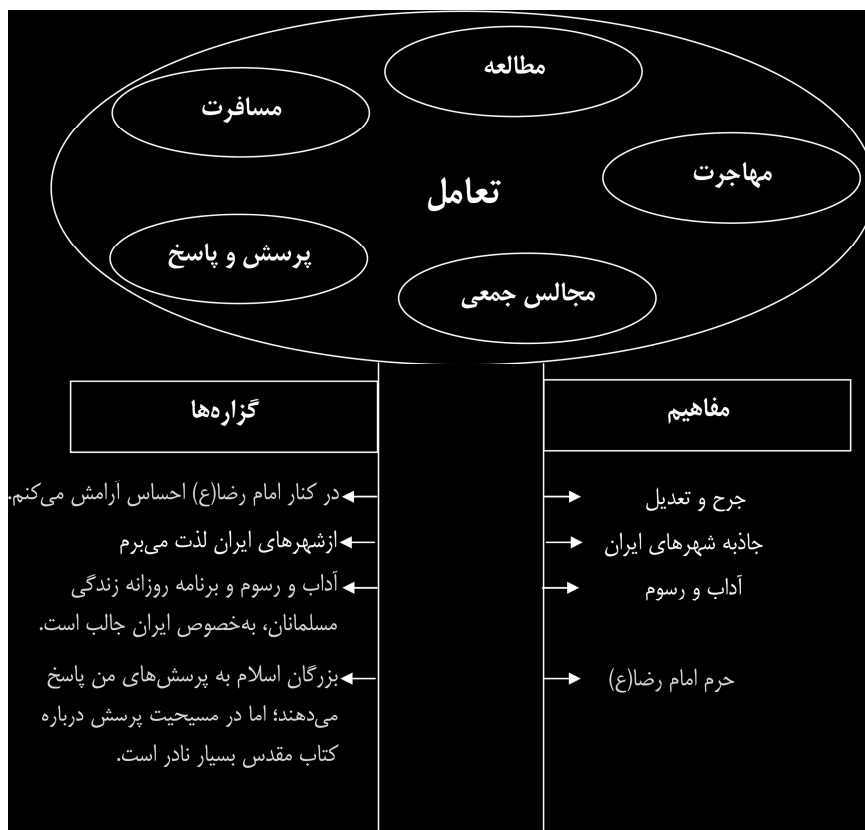 مطالعه
مسافرت
مهاجرت
تعامل
پرسش و پاسخ
مجالس جمعی
مفاهیم
جرح و تعدیل
جاذبه شهرهای ایران
آداب و رسوم
حرم امام رضا(ع)
گزاره‌ها
در کنار امام رضا(ع) احساس آرامش می‌کنم.
ازشهرهای ایران لذت می‌برم
آداب و رسوم و برنامه روزانه زندگی
مسلمانان، به‌خصوص ایران جالب است.
بزرگان اسلام به پرسش‌های من پاسخ
می‌دهند؛ اما در مسیحیت پرسش درباره
کتاب مقدس بسیار نادر است.